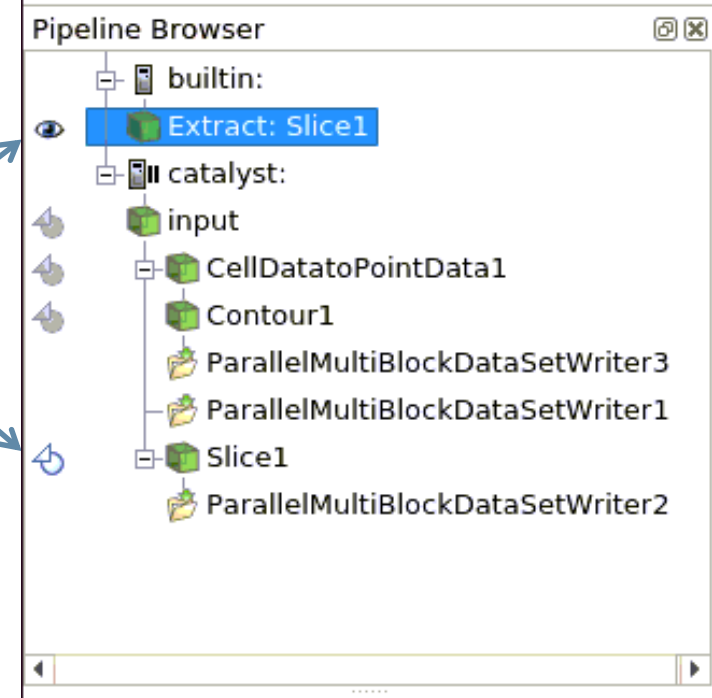 Pipeline Browser
builtin:
Extract: Slice1
catalyst:
input
CellDatatoPointData1
Contour1
ParallelMultiBlockDataSetWriter3
ParallelMultiBlockDataSetWriter1
Slice1
ParallelMultiBlockDataSetWriter2